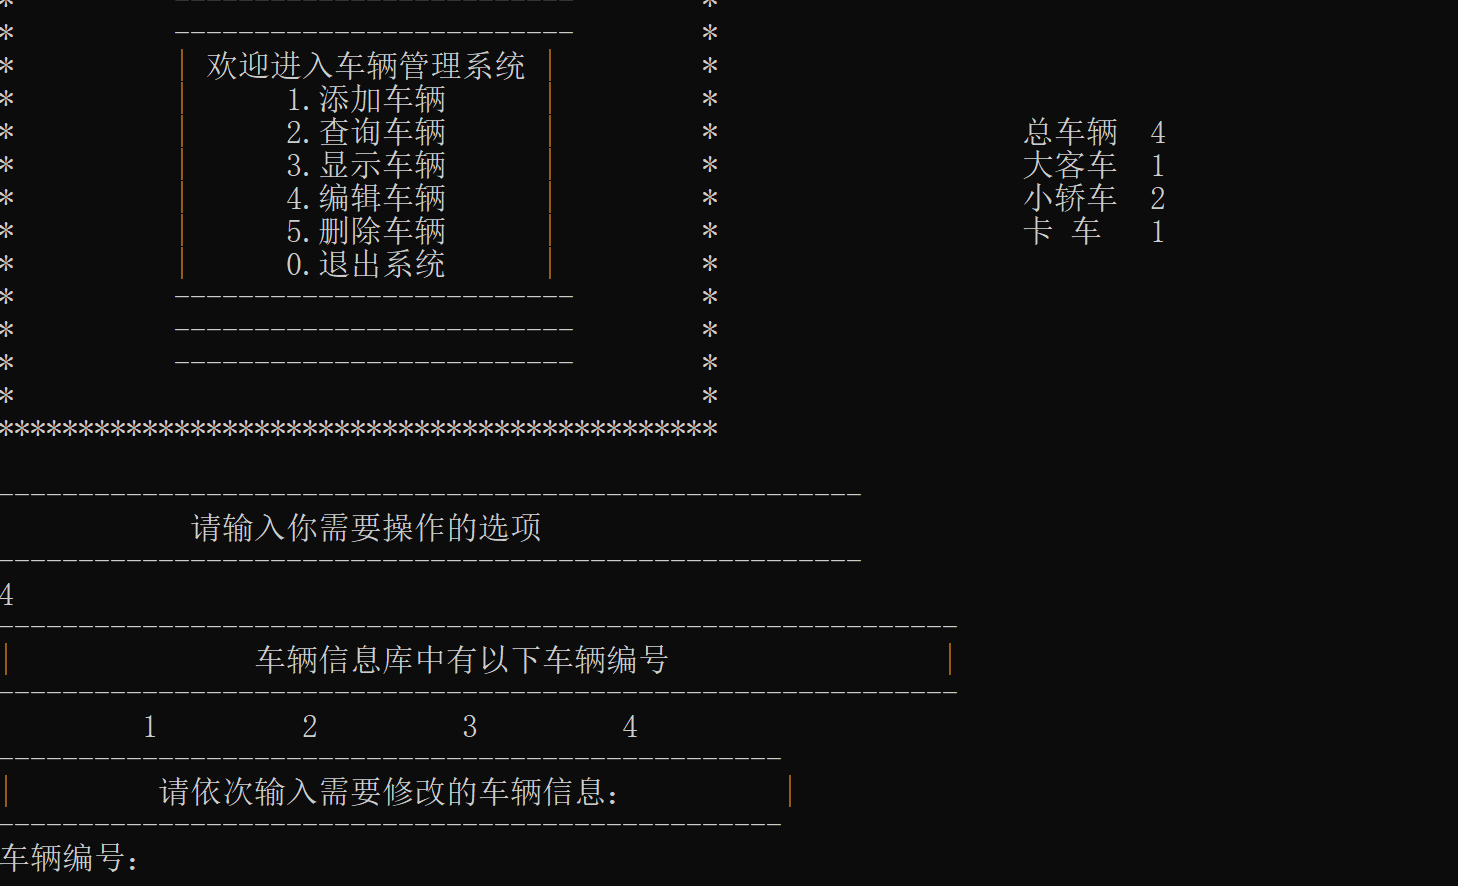 欢迎进入车辆管理系统
1.添加车辆
2.查询车辆
3.显示车辆
4.编辑车辆
5.删除车辆
0.退出系统
总车辆 4
大客车 1
小轿车 2
卡 车 1
请输入你需要操作的选项
4
车辆信息库中有以下车辆编号
1 2 3 4
请依次输入需要修改的车辆信息:
车辆编号: